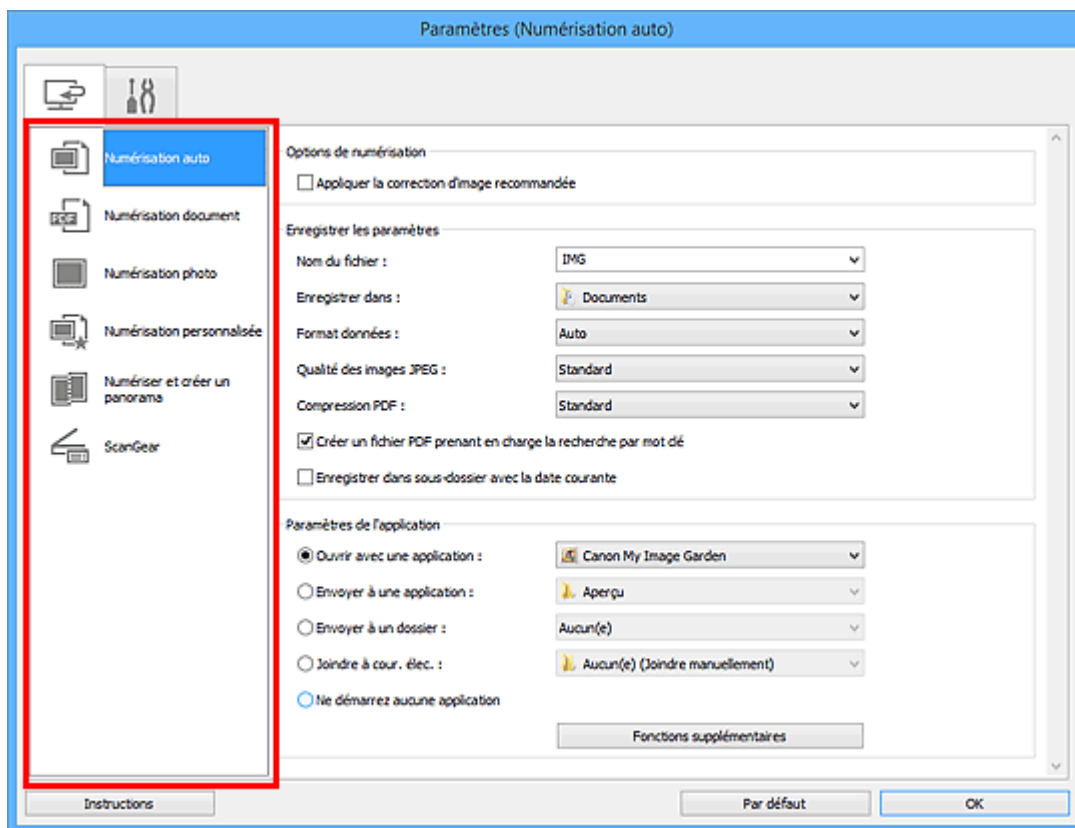 Paramètres (Numérisation auto)
Numérisation auto
PDF
Numérisation document
Numérisation photo
Numérisation personnalisée
Numériser et créer un
panorama
ScanGear
Options de numérisation
Appliquer la correction d'image recommandée
Enregistrer les paramètres
Nom du fichier : IMG
Enregistrer dans : Documents
Format données : Auto
Qualité des images JPEG : Standard
Compression PDF : Standard
Créer un fichier PDF prenant en charge la recherche par mot clé
Enregistrer dans sous-dossier avec la date courante
Paramètres de l'application
Ouvrir avec une application : Canon My Image Garden
Envoyer à une application : Aperçu
Envoyer à un dossier : Aucun(e)
Joindre à cour. élec. : Aucun(e) (Joindre manuellement)
Ne démarrez aucune application
Fonctions supplémentaires
Instructions
Par défaut
OK